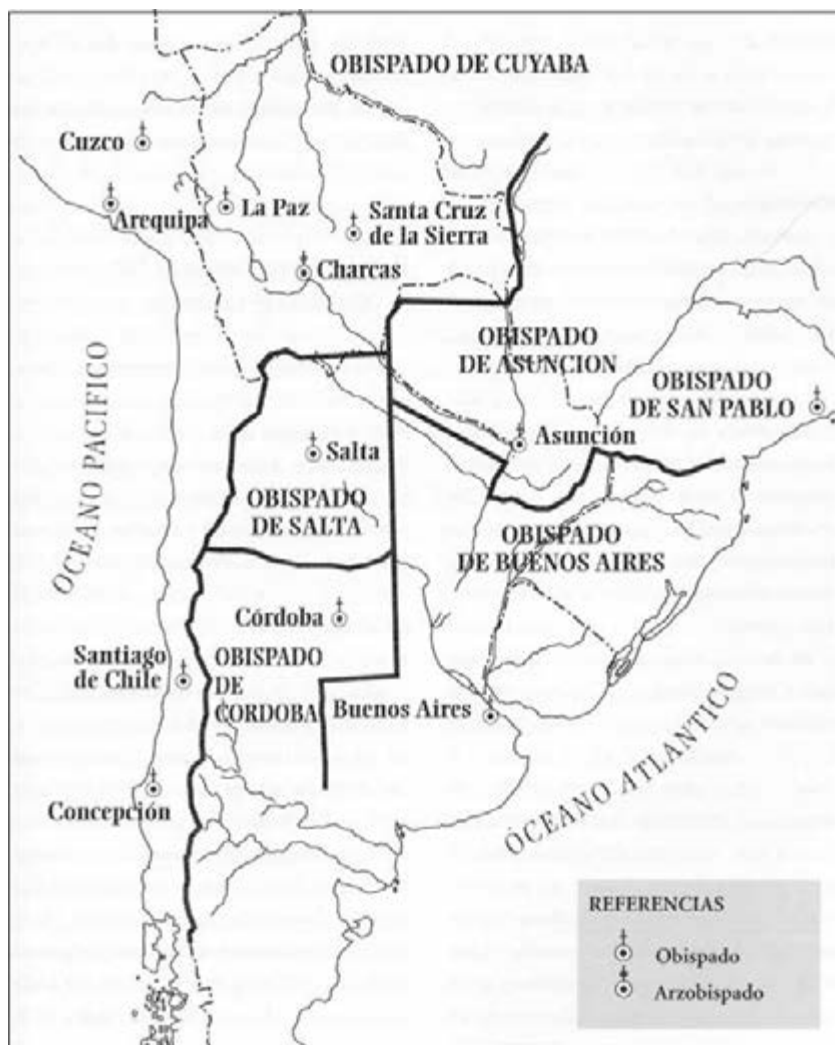 OBISPADO DE CUYABA
Cuzco
Arequipa
La Paz
Santa Cruz
de la Sierra
Charcas
OBISPADO
DE ASUNCION
OBISPADO
DE SAN PABLO
OCEANO PACIFICO
Salta
Asunción
OBISPADO
DE SALTA
OBISPADO
DE BUENOS AIRES
Córdoba
Santiago
de Chile
OBISPADO
DE
CORDOBA
Buenos Aires
OCEANO ATLANTICO
Concepción
REFERENCIAS
Obispado
Arzobispado